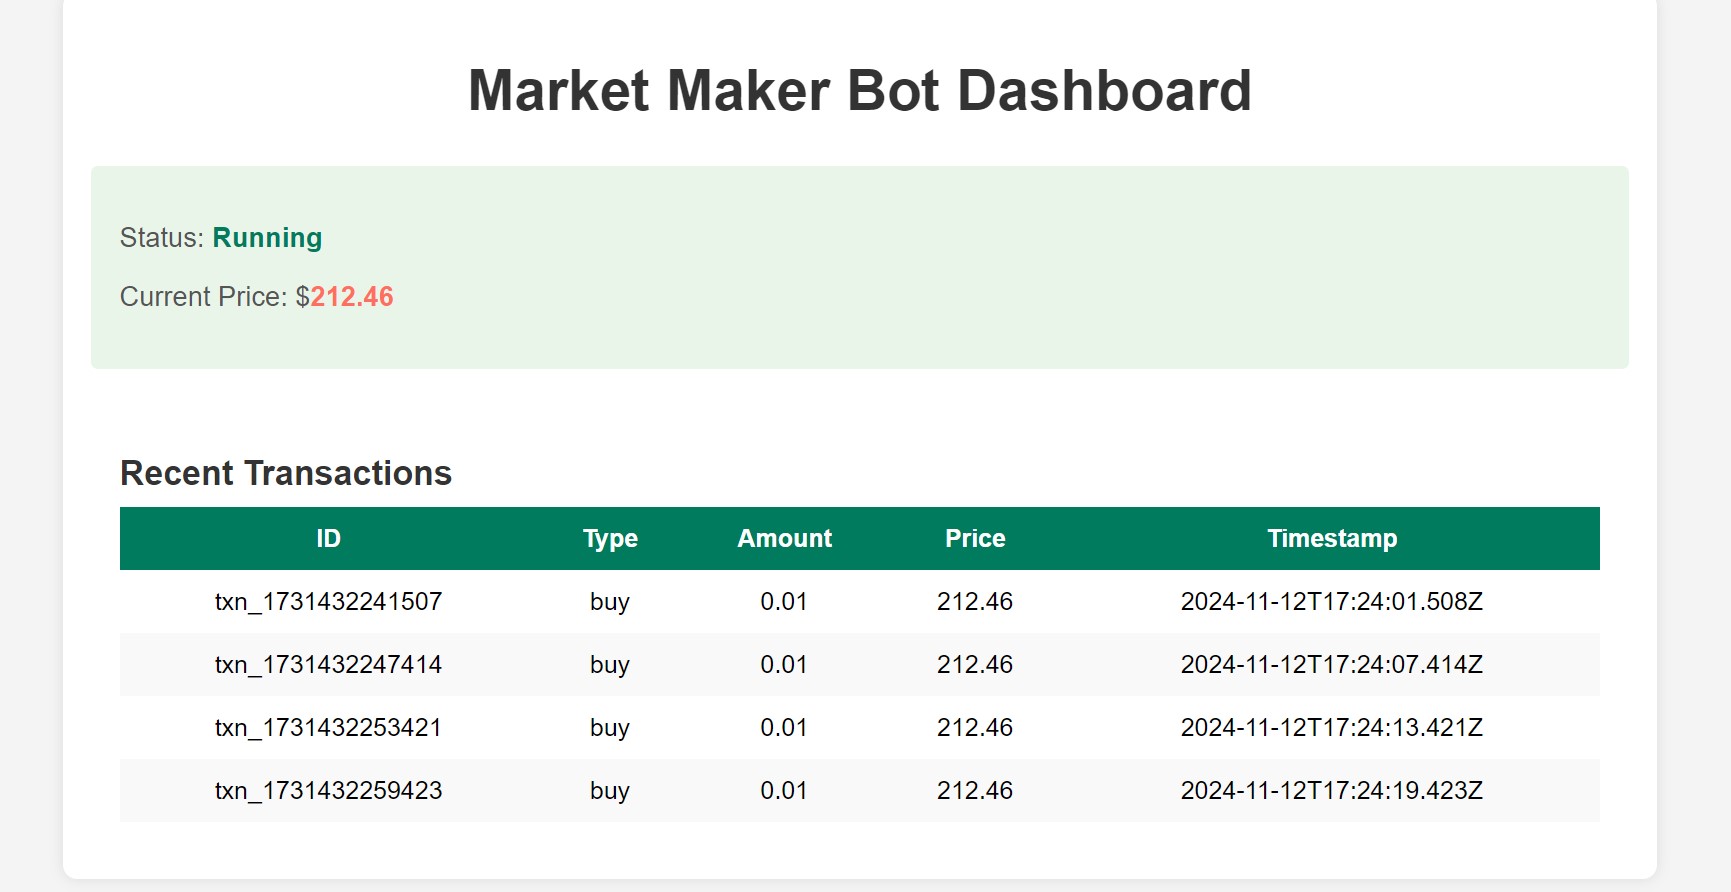 Market Maker Bot Dashboard
Status: Running
Current Price: $212.46
Recent Transactions
ID Type Amount Price Timestamp
txn_1731432241507 buy 0.01 212.46 2024-11-12T17:24:01.508Z
txn_1731432247414 buy 0.01 212.46 2024-11-12T17:24:07.414Z
txn_1731432253421 buy 0.01 212.46 2024-11-12T17:24:13.421Z
txn_1731432259423 buy 0.01 212.46 2024-11-12T17:24:19.423Z